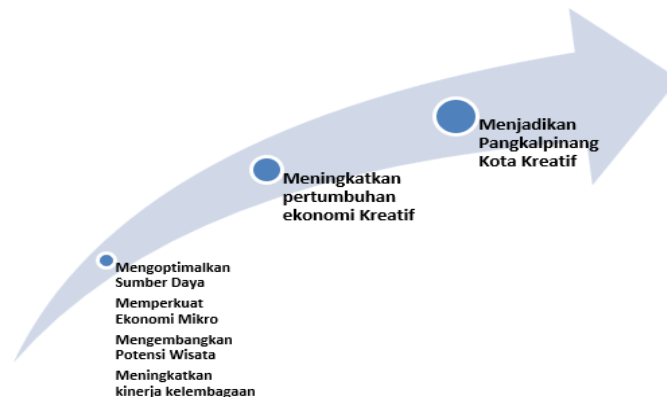 Mengoptimalkan
Sumber Daya
Memperkuat
Ekonomi Mikro
Mengembangkan
Potensi Wisata
Meningkatkan
kinerja kelembagaan
Meningkatkan
pertumbuhan
ekonomi Kreatif
Menjadikan
Pangkalpinang
Kota Kreatif